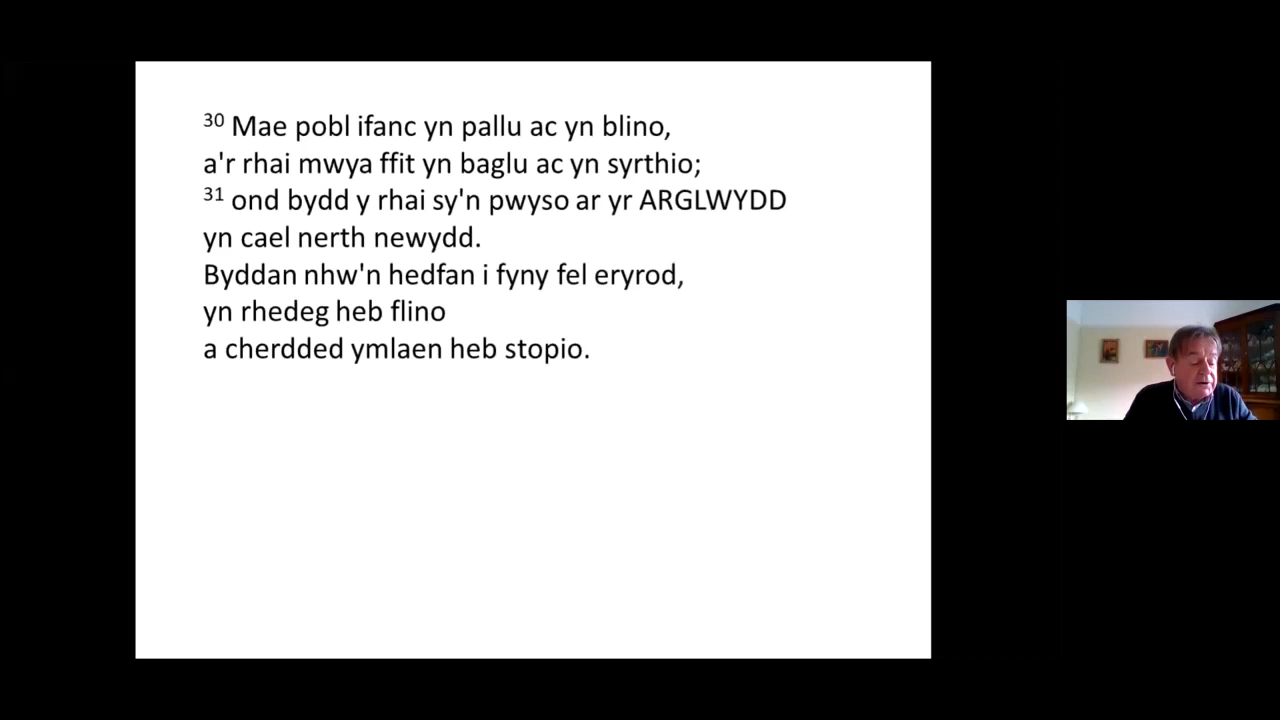 30 Mae pobl ifanc yn pallu ac yn blino,
a'r rhai mwya ffit yn baglu ac yn syrthio;
31 ond bydd y rhai sy'n pwyso ar yr ARGLWYDD
yn cael nerth newydd.
Byddan nhw'n hedfan i fyny fel eryrod,
yn rhedeg heb flino
a cherdded ymlaen heb stopio.